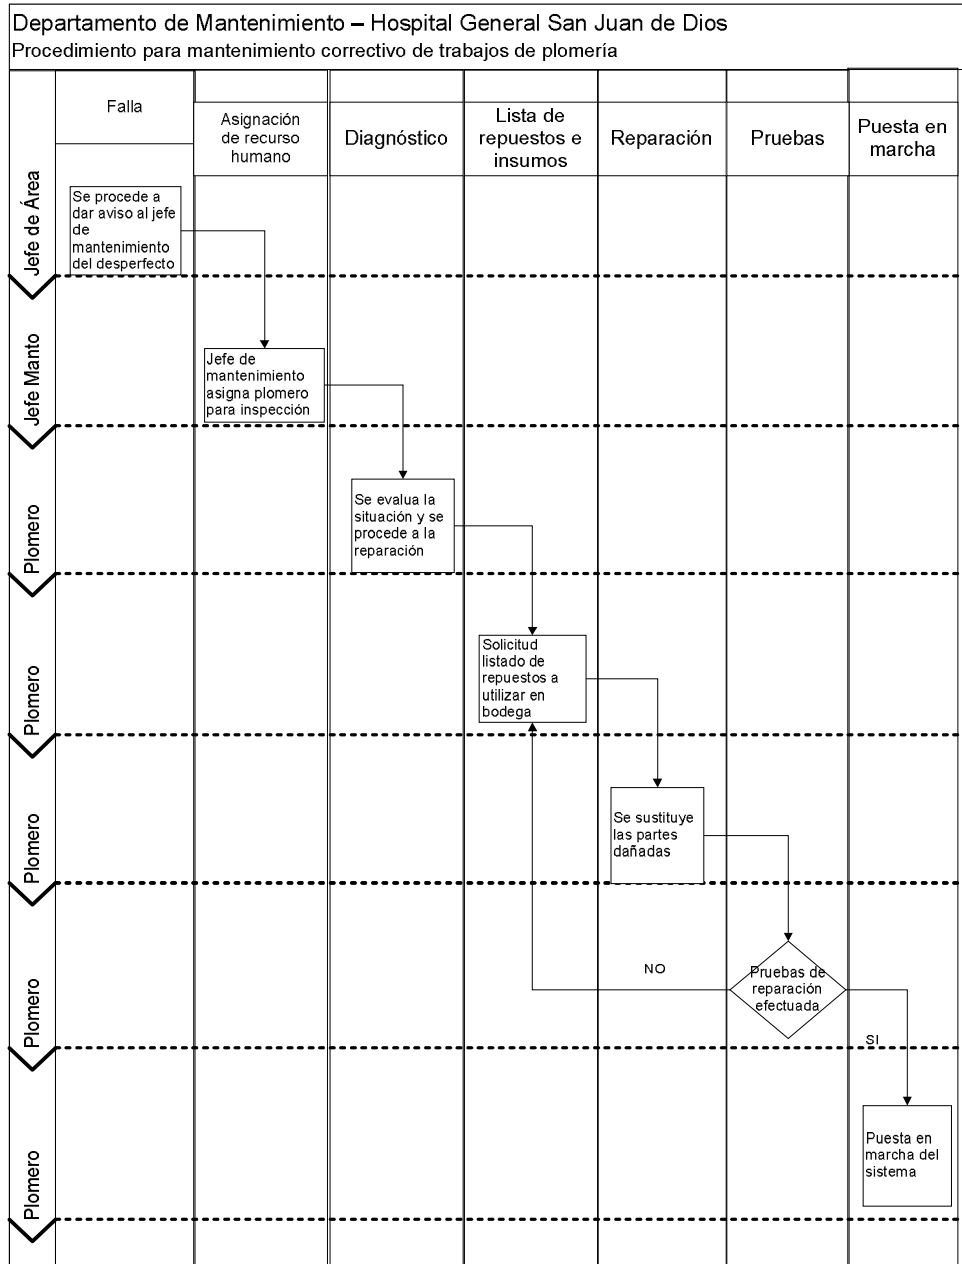 Departamento de Mantenimiento – Hospital General San Juan de Dios
Procedimiento para mantenimiento correctivo de trabajos de plomería
Falla
Asignación
de recurso
humano
Diagnóstico
Lista de
repuestos e
insumos
Reparación
Pruebas
Puesta en
marcha
Jefe de Área
Se procede a
dar aviso al jefe
de
mantenimiento
del desperfecto
Jefe Manto
Jefe de
mantenimiento
asigna plomero
para inspección
Plomero
Se evalua la
situación y se
procede a la
reparación
Plomero
Solicitud
listado de
repuestos a
utilizar en
bodega
Plomero
Se sustituye
las partes
dañadas
Plomero
NO
Pruebas de
reparación
efectuada
SI
Plomero
Puesta en
marcha del
sistema